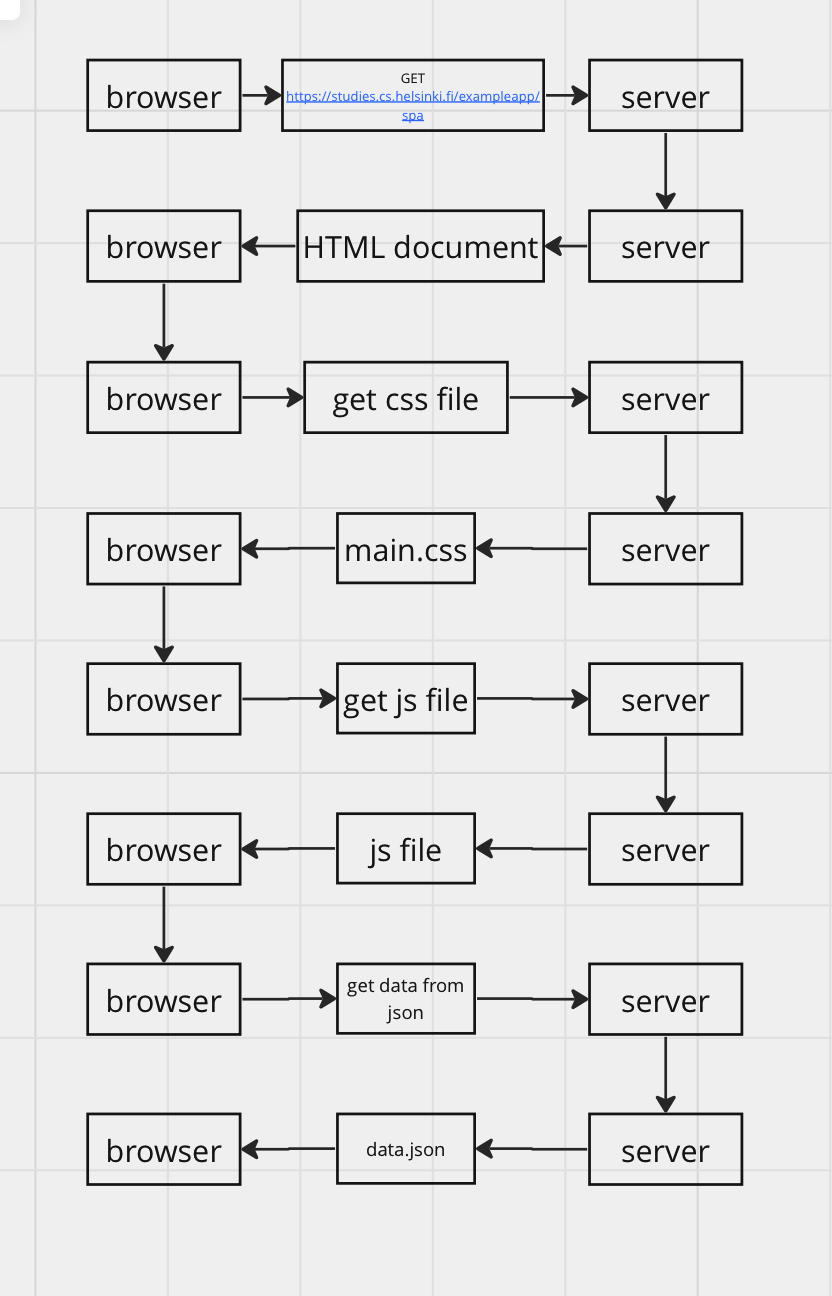 GET
browser
https://studies.cs.helsinki.fi/exampleapp/
spa
server
browser
HTML document
server
browser
get css file
server
browser
main.css
server
browser
get js file
server
browser
js file
server
browser
get data from
json
server
browser
data.json
server